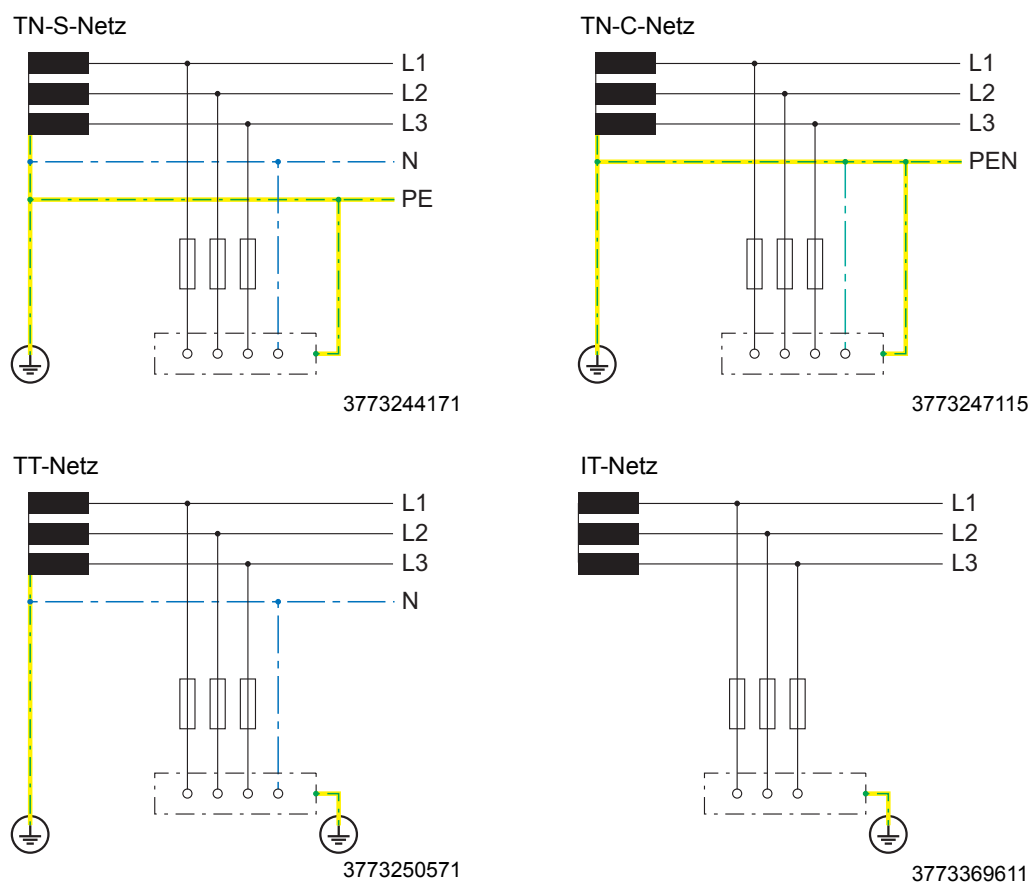 TN-S-Netz
L1
L2
L3
N
PE
3773244171
TN-C-Netz
L1
L2
L3
PEN
3773247115
TT-Netz
L1
L2
L3
N
3773250571
IT-Netz
L1
L2
L3
3773369611